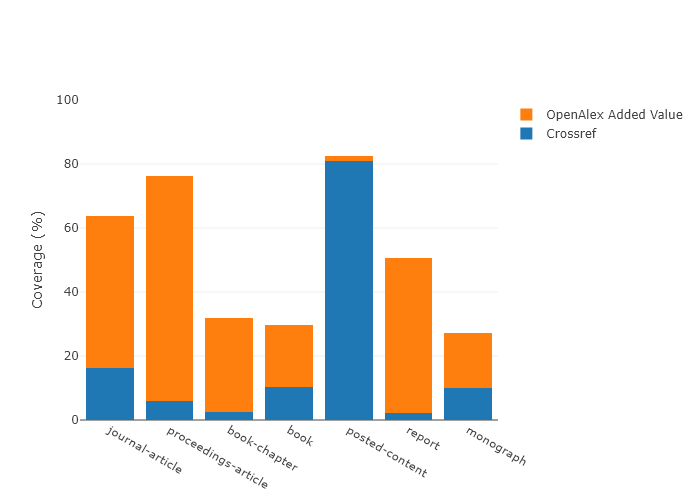 100
80
60
40
20
0
Coverage (%)
journal-article
proceedings-article
book-chapter
book
posted-content
report
monograph
OpenAlex Added Value
Crossref